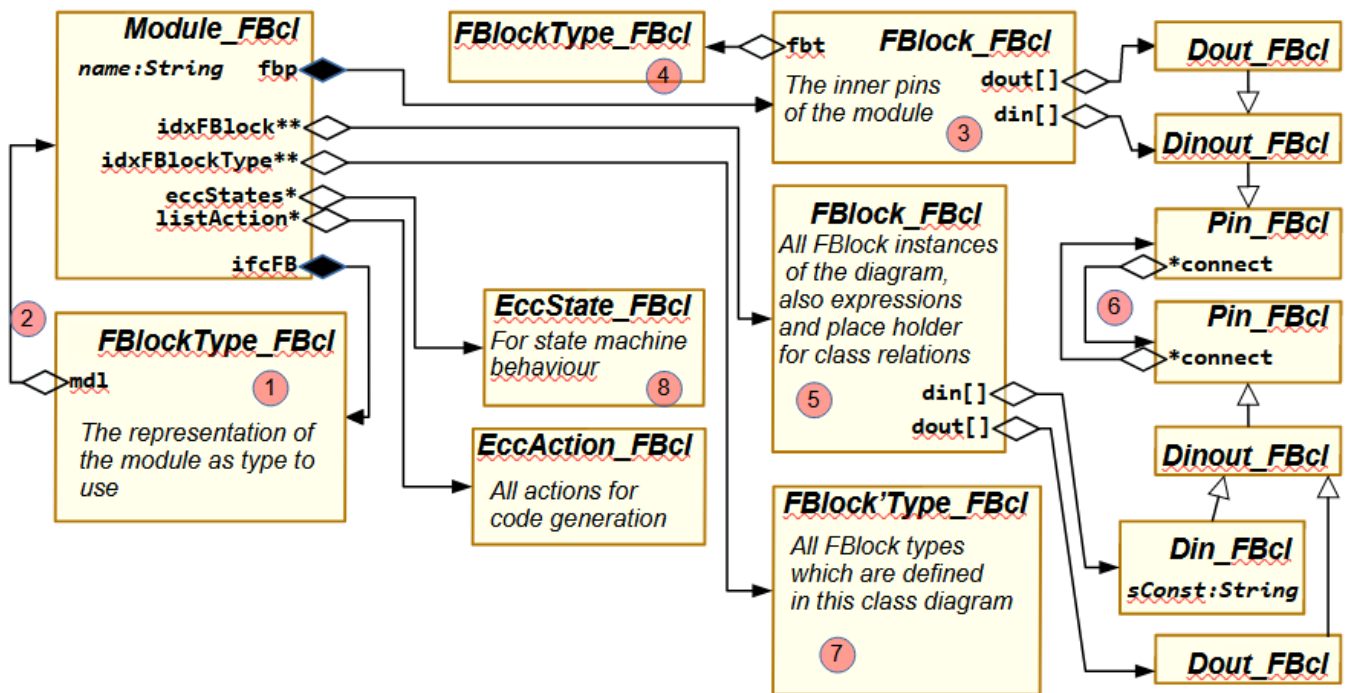 Module_FBcl
name:String
fbp
idxFBlock**
idxFBlockType**
eccStates*
listAction*
ifcFB
2
FBlockType_FBcl
mdl
1
The representation of
the module as type to
use
FBlockType_FBcl
4
fbt
FBlock_FBcl
The inner pins
of the module
dout[]
din[]
3
Dout_FBcl
Dinout_FBcl
Pin_FBcl
*connect
6
Pin_FBcl
*connect
FBlock_FBcl
All FBlock instances
of the diagram,
also expressions
and place holder
for class relations
5
din[]
dout[]
EccState_FBcl
For state machine
behaviour
8
EccAction_FBcl
All actions for
code generation
FBlock'Type_FBcl
All FBlock types
which are defined
in this class diagram
7
Dinout_FBcl
Din_FBcl
sConst:String
Dout_FBcl